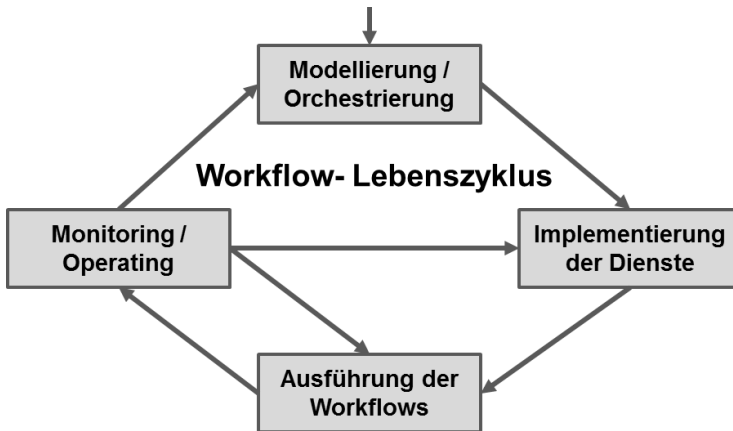 Modellierung /
Orchestrierung
Workflow- Lebenszyklus
Monitoring /
Operating
Implementierung
der Dienste
Ausführung der
Workflows